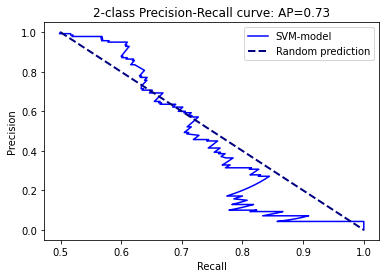 2-class Precision-Recall curve: AP=0.73
SVM-model
Random prediction
Precision
1.0
0.8
0.6
0.4
0.2
0.0
0.5
0.6
0.7
0.8
0.9
1.0
Recall